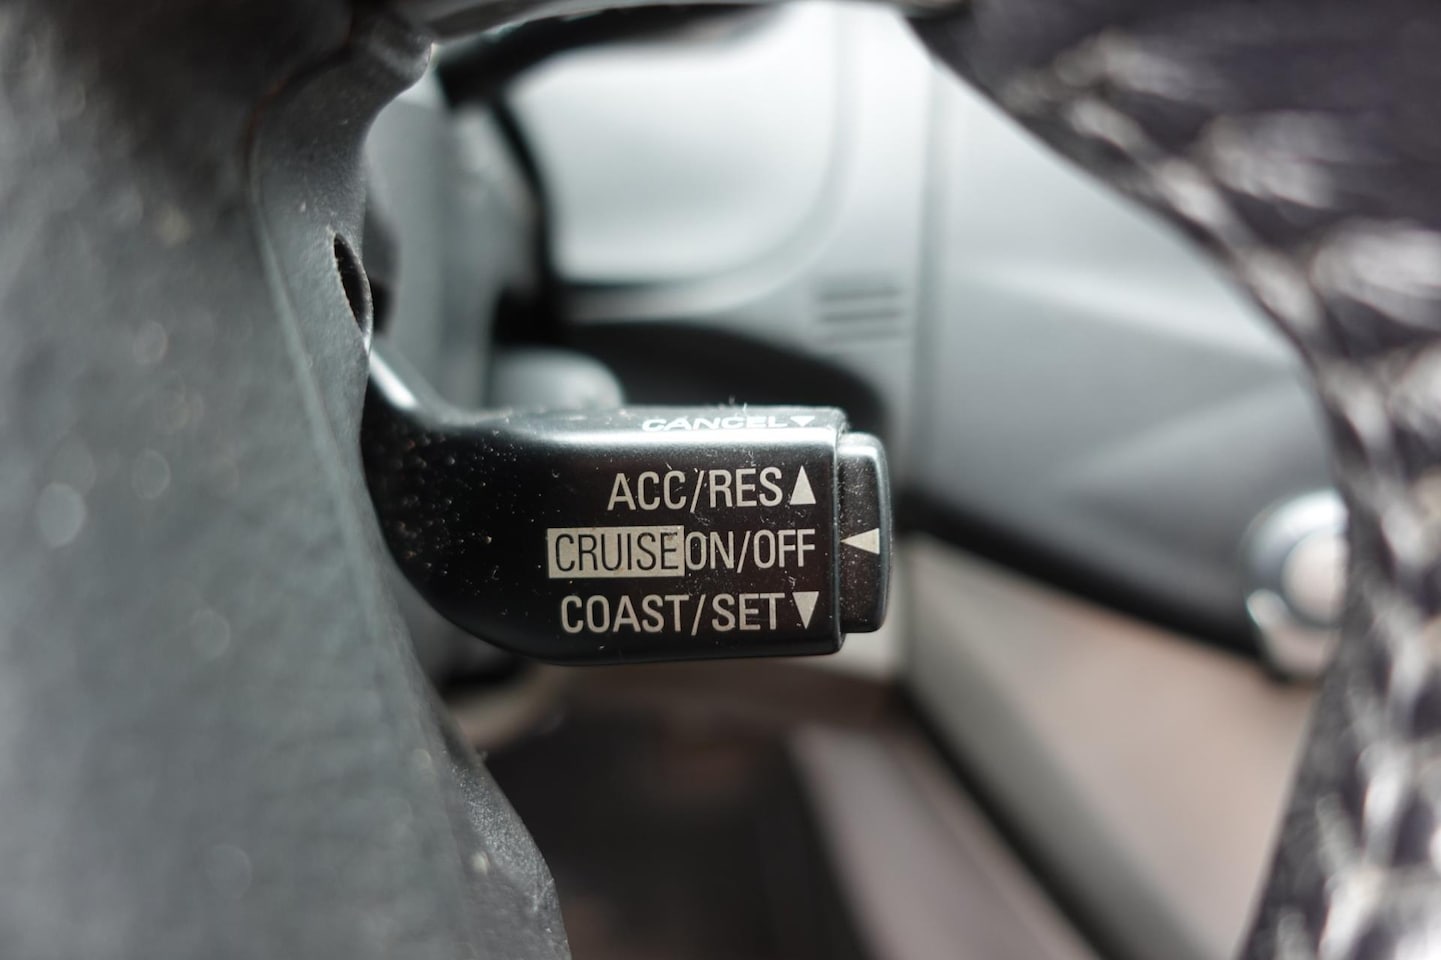 CANCEL▼
ACC/RES▲
CRUISE ON/OFF ◀
COAST/SET▼